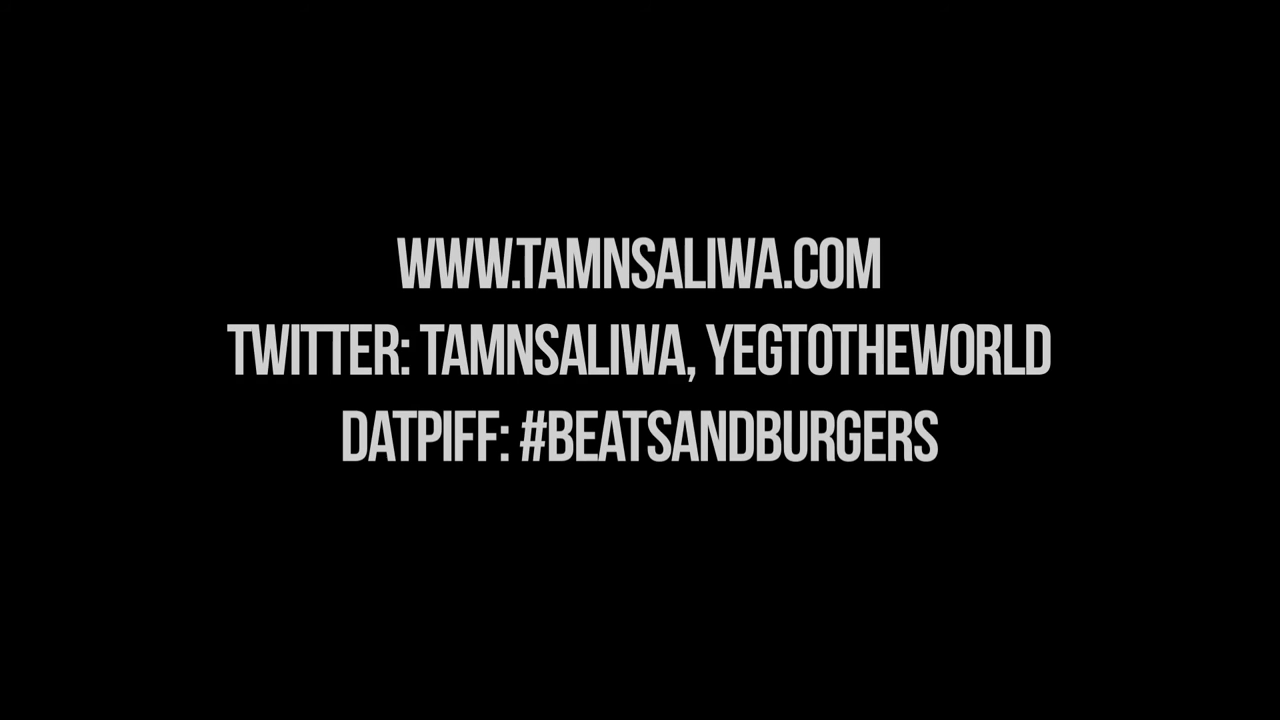 WWW.TAMNSALIWA.COM
TWITTER: TAMNSALIWA, YEGTOTHEWORLD
DATPIFF: #BEATSANDBURGERS